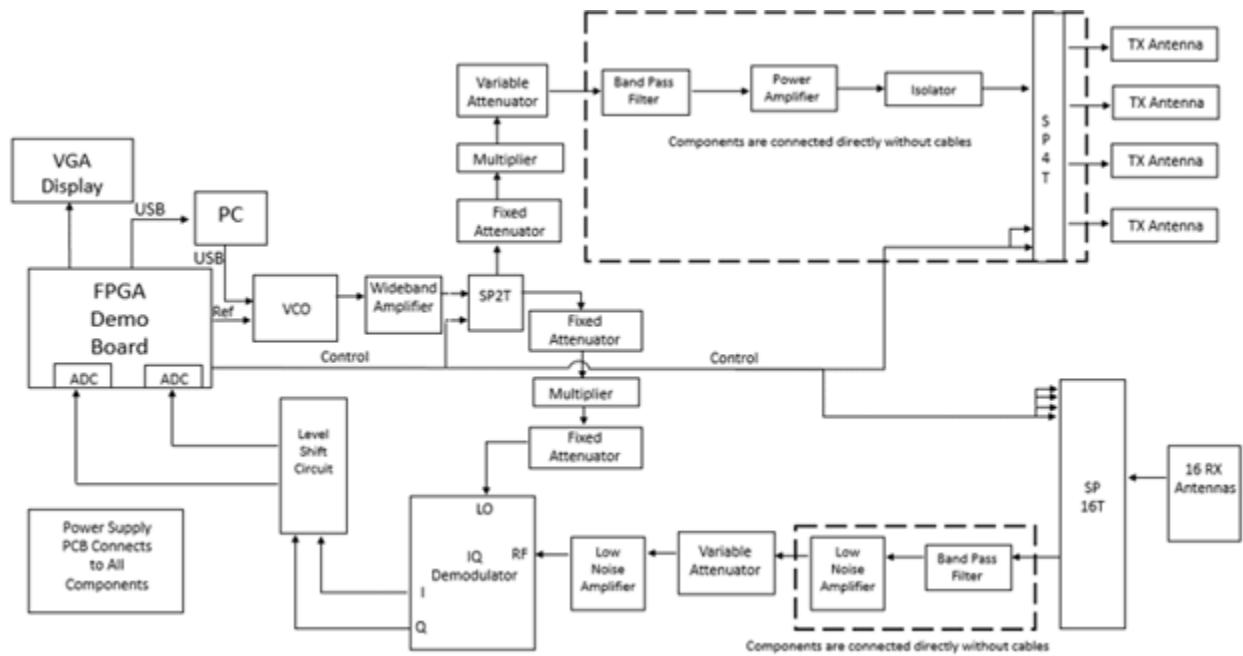 TX Antenna
TX Antenna
TX Antenna
TX Antenna
Variable
Attenuator
Band Pass
Filter
Power
Amplifier
Isolator
S
P
4
T
Components are connected directly without cables
Multiplier
Fixed
Attenuator
VGA
Display
USB
PC
USB
FPGA
Demo
Board
ADC
ADC
Ref
VCO
Wideband
Amplifier
SP2T
Fixed
Attenuator
Control
Control
Multiplier
Fixed
Attenuator
Level
Shift
Circuit
SP
16T
16 RX
Antennas
Power Supply
PCB Connects
to All
Components
LO
IQ
Demodulator
RF
I
Q
Low
Noise
Amplifier
Variable
Attenuator
Low
Noise
Amplifier
Band Pass
Filter
Components are connected directly without cables